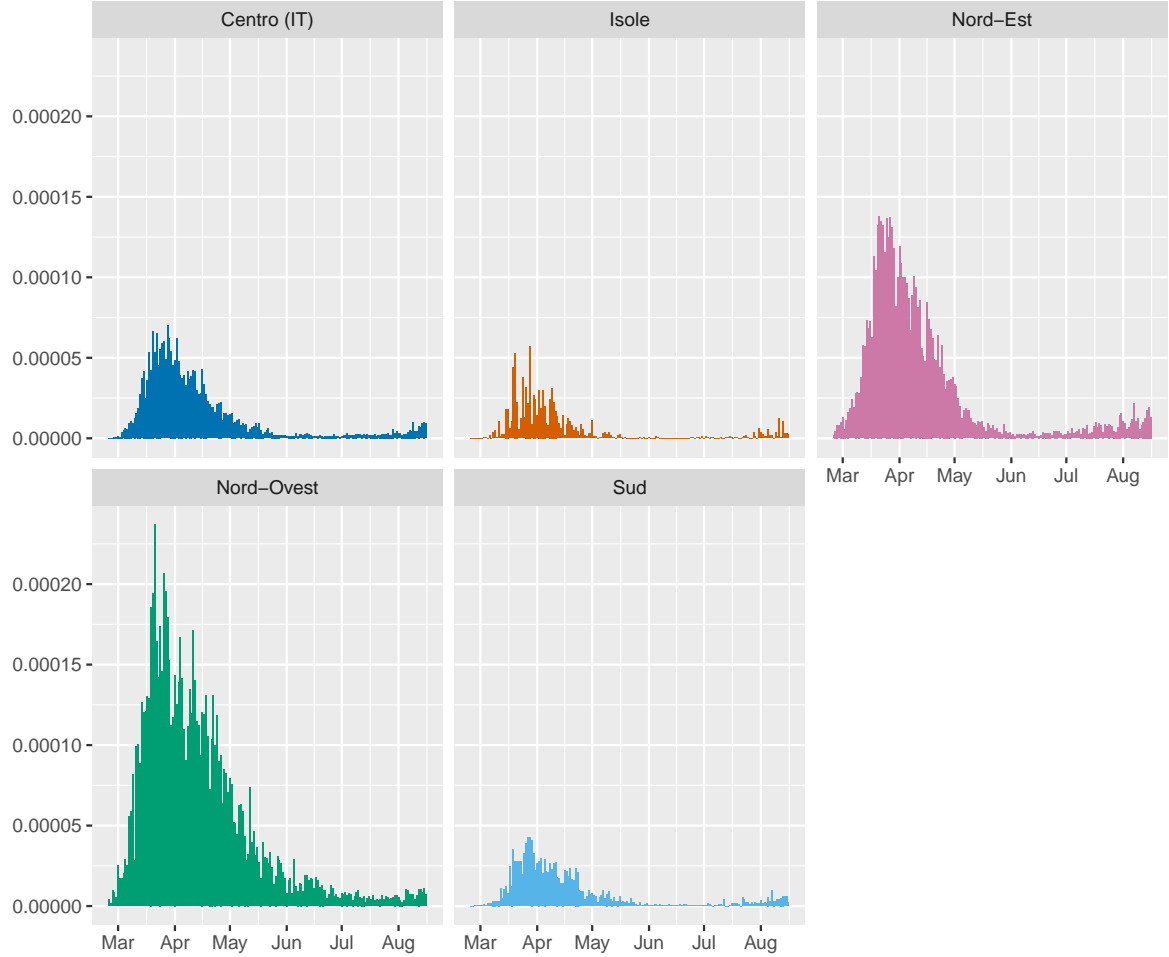 Centro (IT) Isole Nord−Est
0.00020
0.00015
0.00010
0.00005
0.00000
Mar Apr May Jun Jul Aug
Nord−Ovest Sud
0.00020
0.00015
0.00010
0.00005
0.00000
Mar Apr May Jun Jul Aug Mar Apr May Jun Jul Aug